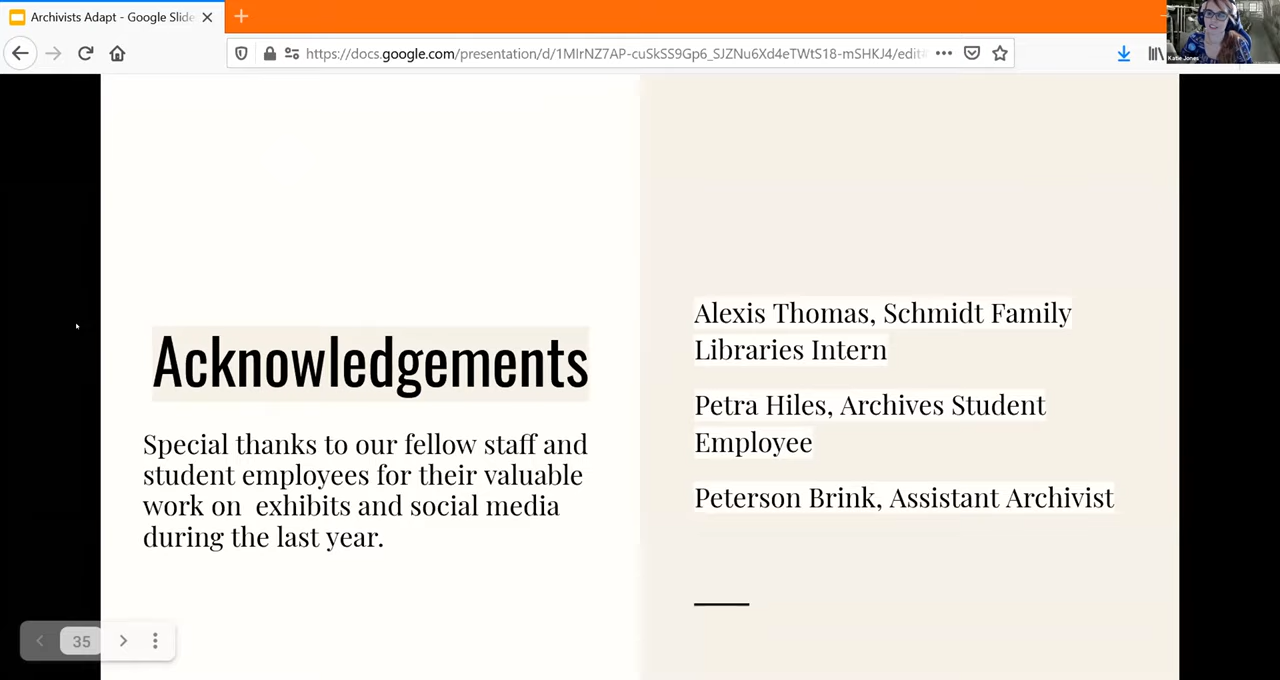 Archivists Adapt - Google Slide
https://docs.google.com/presentation/d/1MIrNZ7AP-cuSkSS9Gp6_SJZNu6Xd4eTWtS18-mSHKJ4/edit#
Katie Jones
Acknowledgements
Special thanks to our fellow staff and
student employees for their valuable
work on exhibits and social media
during the last year.
Alexis Thomas, Schmidt Family
Libraries Intern
Petra Hiles, Archives Student
Employee
Peterson Brink, Assistant Archivist
35